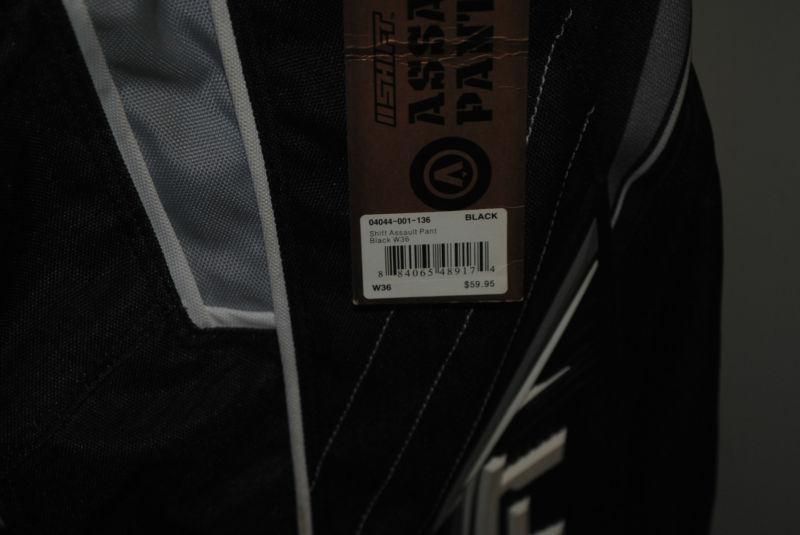 SHIFT
ASSA
PANT
04044-001-136 BLACK
Shift Assault Pant
Black W36
8 84065 48917 4
W36 $59.95